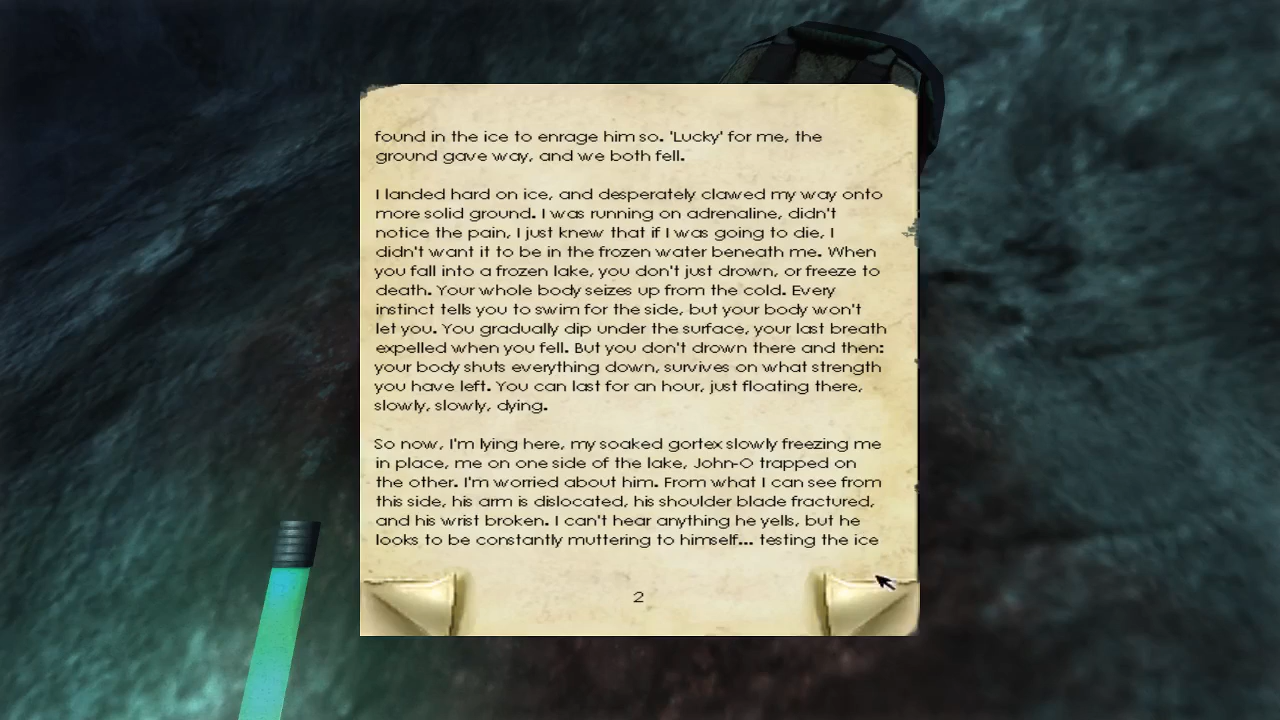 found in the ice to enrage him so. 'Lucky' for me, the
ground gave way, and we both fell.
I landed hard on ice, and desperately clawed my way onto
more solid ground. I was running on adrenaline, didn't
notice the pain, I just knew that if I was going to die, I
didn't want it to be in the frozen water beneath me. When
you fall into a frozen lake, you don't just drown, or freeze to
death. Your whole body seizes up from the cold. Every
instinct tells you to swim for the side, but your body won't
let you. You gradually dip under the surface, your last breath
expelled when you fell. But you don't drown there and then:
your body shuts everything down, survives on what strength
you have left. You can last for an hour, just floating there,
slowly, slowly, dying.
So now, I'm lying here, my soaked gortex slowly freezing me
in place, me on one side of the lake, John-O trapped on
the other. I'm worried about him. From what I can see from
this side, his arm is dislocated, his shoulder blade fractured,
and his wrist broken. I can't hear anything he yells, but he
looks to be constantly muttering to himself... testing the ice
2